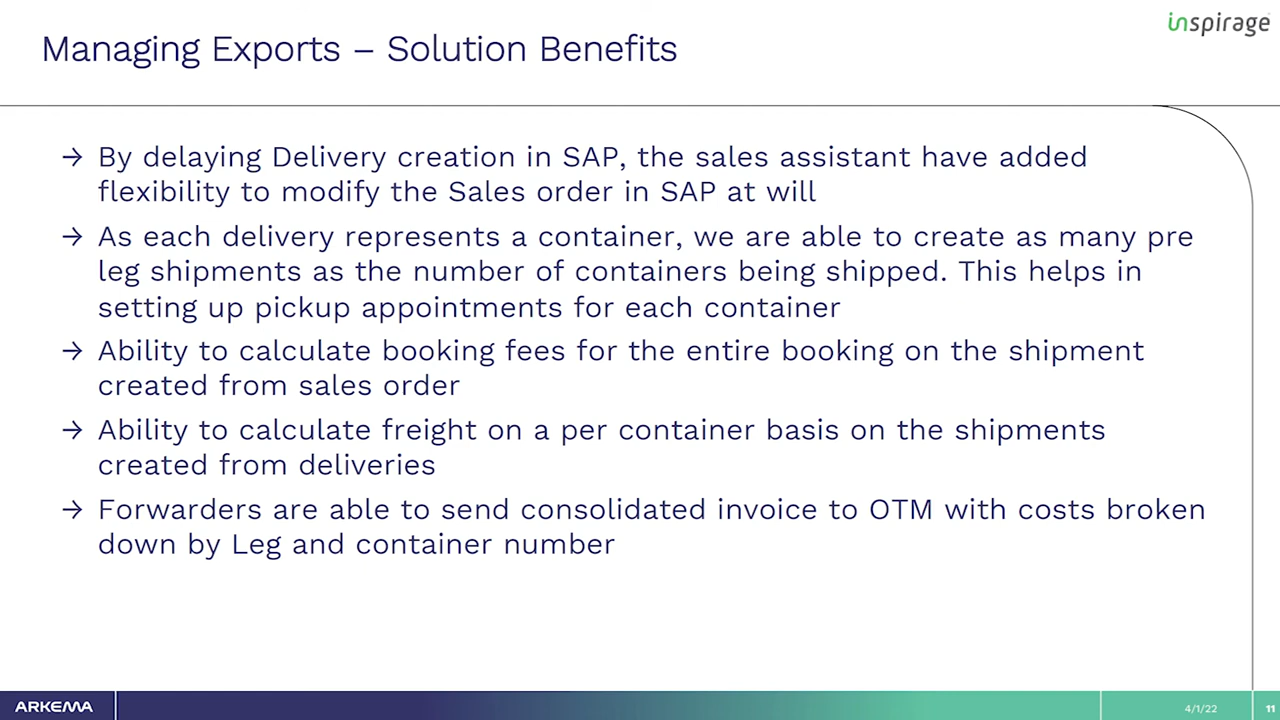 inspirage
Managing Exports – Solution Benefits
→ By delaying Delivery creation in SAP, the sales assistant have added
flexibility to modify the Sales order in SAP at will
→ As each delivery represents a container, we are able to create as many pre
leg shipments as the number of containers being shipped. This helps in
setting up pickup appointments for each container
→ Ability to calculate booking fees for the entire booking on the shipment
created from sales order
→ Ability to calculate freight on a per container basis on the shipments
created from deliveries
→ Forwarders are able to send consolidated invoice to OTM with costs broken
down by Leg and container number
ARKEMA
4/1/22
11